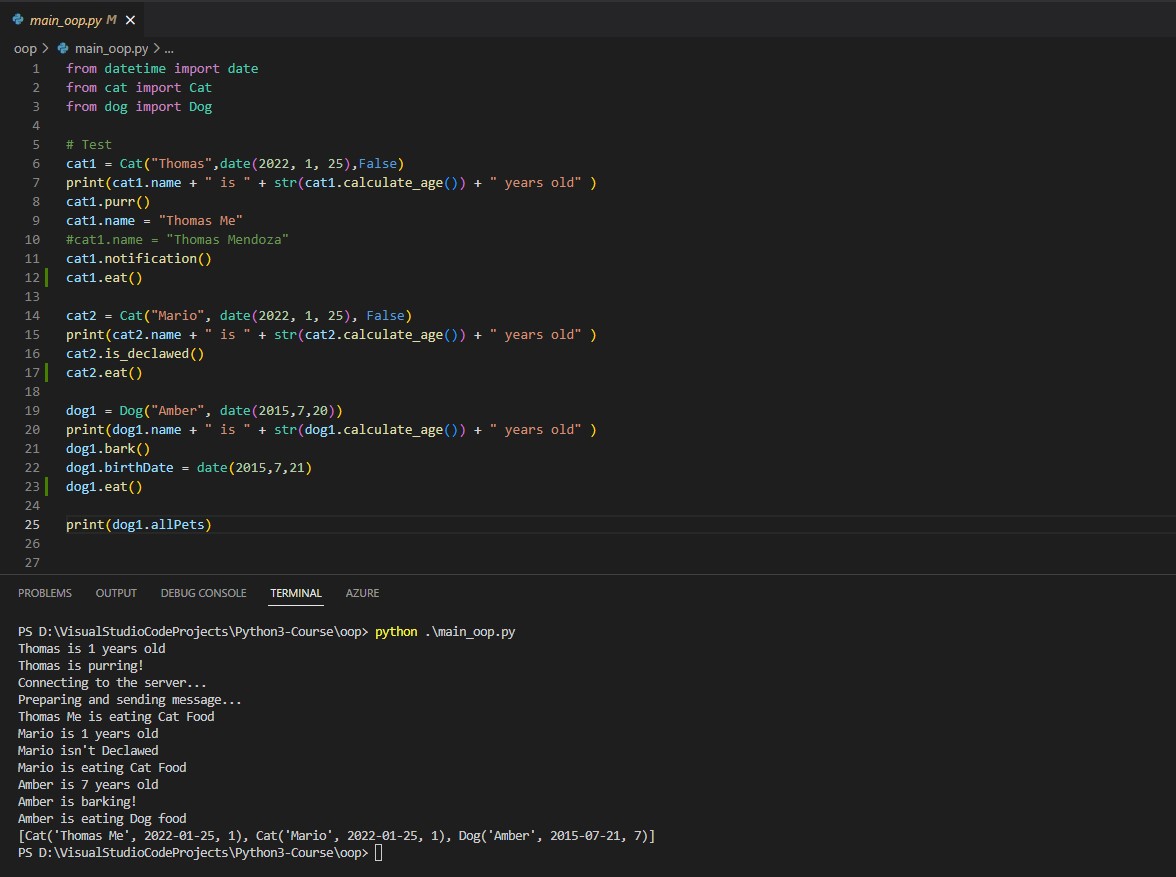 main_oop.py M ×
oop > main_oop.py > ...
1 from datetime import date
2 from cat import Cat
3 from dog import Dog
4
5 # Test
6 cat1 = Cat("Thomas",date(2022, 1, 25),False)
7 print(cat1.name + " is " + str(cat1.calculate_age()) + " years old" )
8 cat1.purr()
9 cat1.name = "Thomas Me"
10 #cat1.name = "Thomas Mendoza"
11 cat1.notification()
12 cat1.eat()
13
14 cat2 = Cat("Mario", date(2022, 1, 25), False)
15 print(cat2.name + " is " + str(cat2.calculate_age()) + " years old" )
16 cat2.is_declawed()
17 cat2.eat()
18
19 dog1 = Dog("Amber", date(2015,7,20))
20 print(dog1.name + " is " + str(dog1.calculate_age()) + " years old" )
21 dog1.bark()
22 dog1.birthDate = date(2015,7,21)
23 dog1.eat()
24
25 print(dog1.allPets)
26
27
PROBLEMS OUTPUT DEBUG CONSOLE TERMINAL AZURE
PS D:\VisualStudioCodeProjects\Python3-Course\oop> python .\main_oop.py
Thomas is 1 years old
Thomas is purring!
Connecting to the server...
Preparing and sending message...
Thomas Me is eating Cat Food
Mario is 1 years old
Mario isn't Declawed
Mario is eating Cat Food
Amber is 7 years old
Amber is barking!
Amber is eating Dog food
[Cat('Thomas Me', 2022-01-25, 1), Cat('Mario', 2022-01-25, 1), Dog('Amber', 2015-07-21, 7)]
PS D:\VisualStudioCodeProjects\Python3-Course\oop>